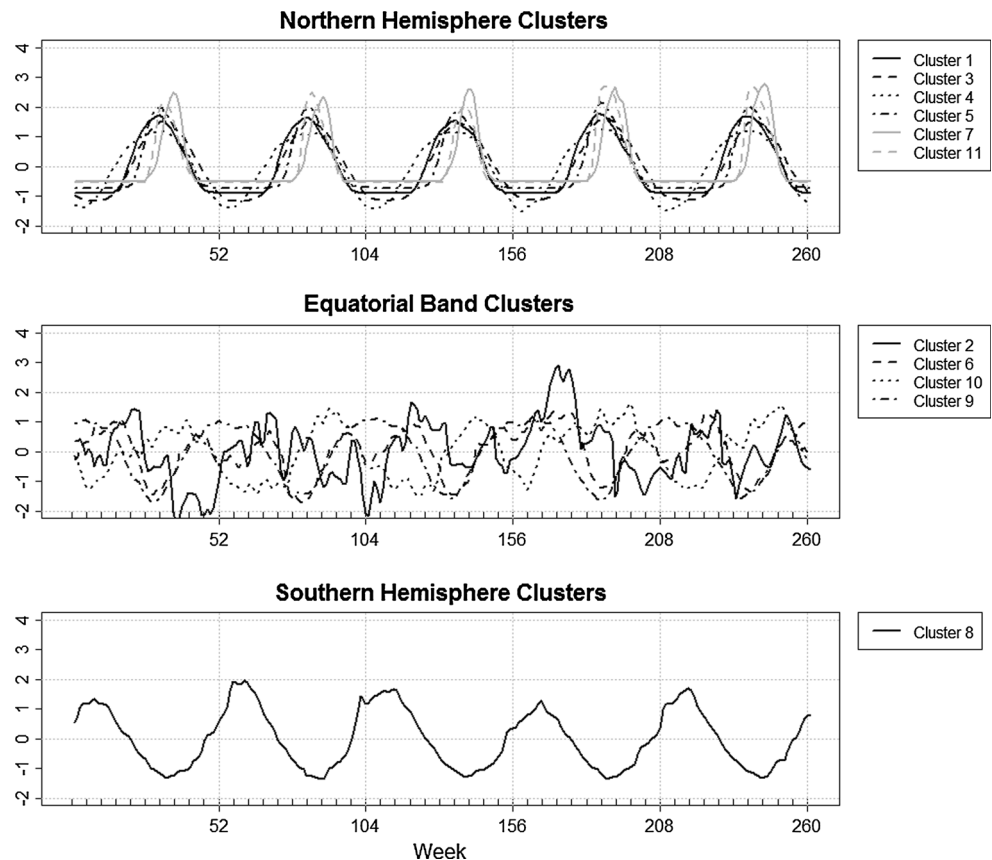 Northern Hemisphere Clusters
4
3
2
1
0
-1
-2
52
104
156
208
260
Cluster 1
Cluster 3
Cluster 4
Cluster 5
Cluster 7
Cluster 11
Equatorial Band Clusters
4
3
2
1
0
-1
-2
52
104
156
208
260
Cluster 2
Cluster 6
Cluster 10
Cluster 9
Southern Hemisphere Clusters
4
3
2
1
0
-1
-2
52
104
156
208
260
Week
Cluster 8